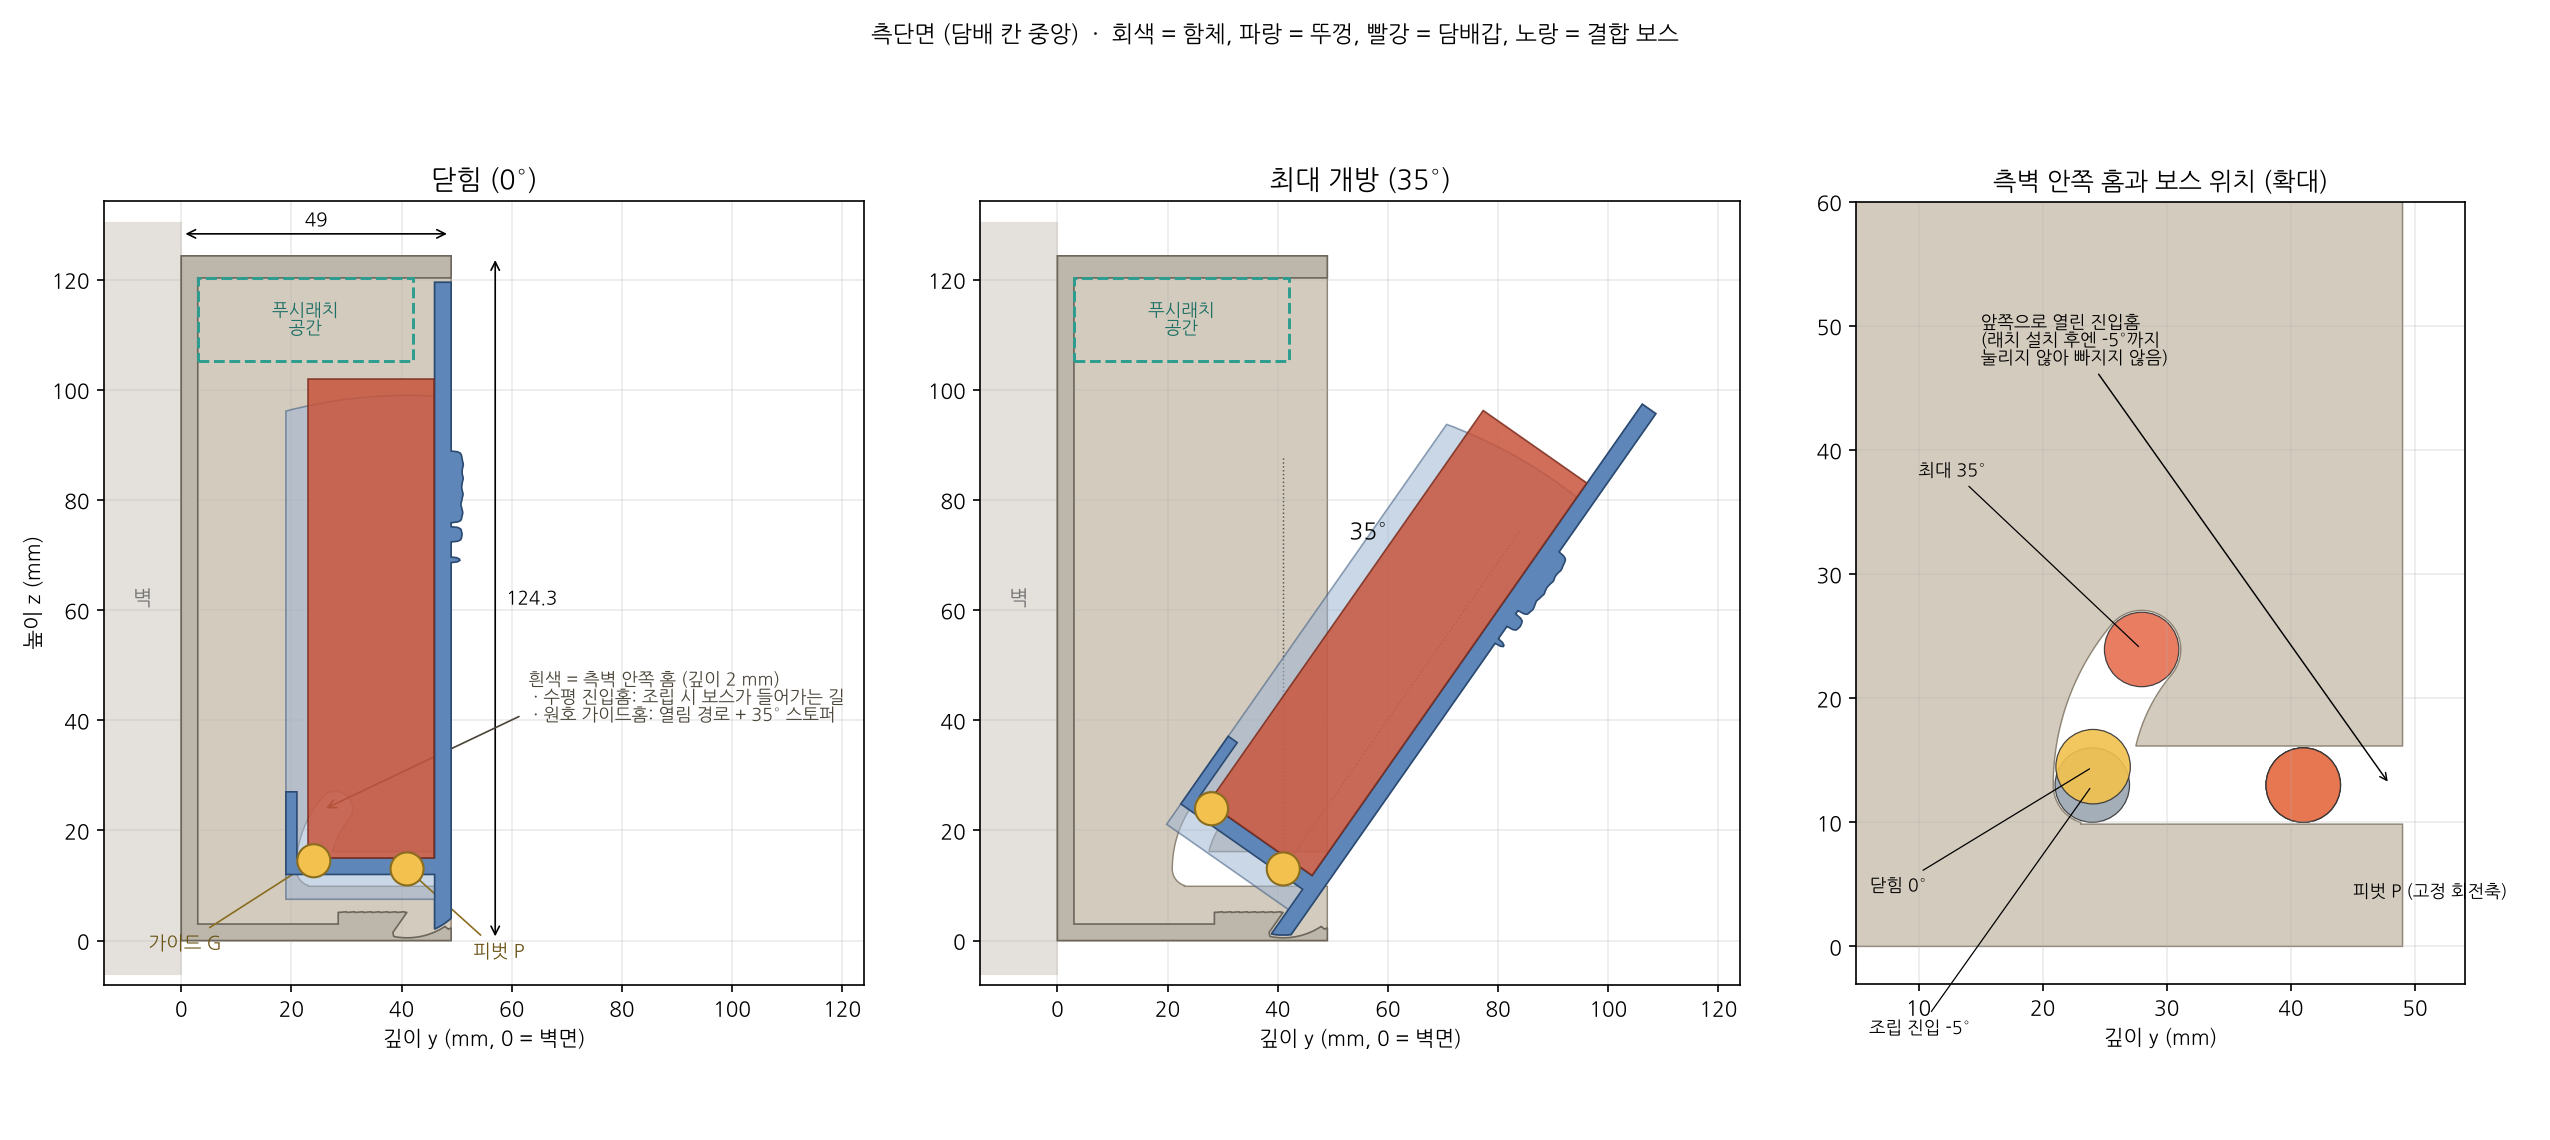 측단면 (담배 칸 중앙) · 회색 = 함체, 파랑 = 뚜껑, 빨강 = 담배갑, 노랑 = 결합 보스
닫힘 (0°)
49
푸시래치
공간
벽
124.3
흰색 = 측벽 안쪽 홈 (깊이 2 mm)
· 수평 진입홈: 조립 시 보스가 들어가는 길
· 원호 가이드홈: 열림 경로 + 35° 스토퍼
가이드 G
피벗 P
높이 z (mm)
120
100
80
60
40
20
0
0 20 40 60 80 100 120
깊이 y (mm, 0 = 벽면)
최대 개방 (35°)
푸시래치
공간
벽
35°
120
100
80
60
40
20
0
0 20 40 60 80 100 120
깊이 y (mm, 0 = 벽면)
측벽 안쪽 홈과 보스 위치 (확대)
앞쪽으로 열린 진입홈
(래치 설치 후엔 -5°까지
눌리지 않아 빠지지 않음)
최대 35°
닫힘 0°
피벗 P (고정 회전축)
조립 진입 -5°
60
50
40
30
20
10
0
10 20 30 40 50
깊이 y (mm)